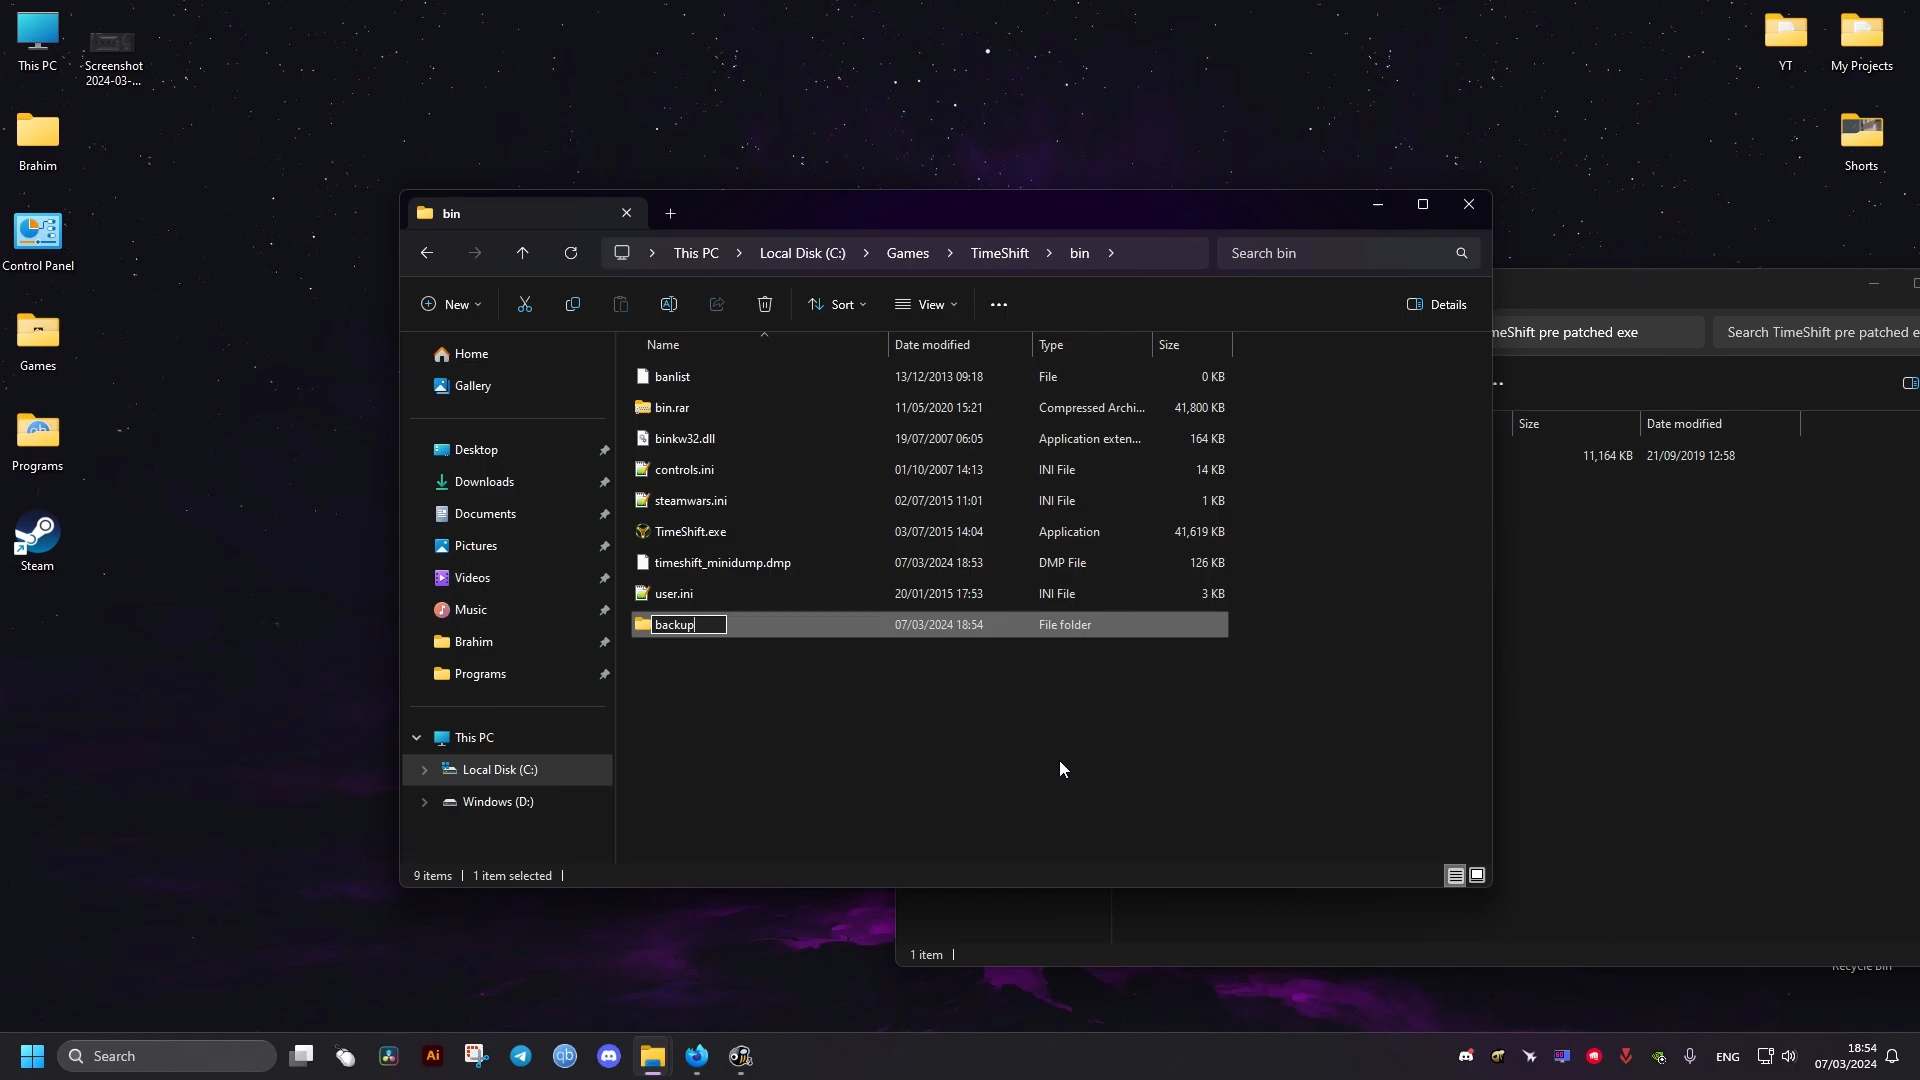 This PC
Screenshot
2024-03-...
Brahim
Control Panel
Games
Programs
Steam
YT
My Projects
Shorts
bin
This PC
Local Disk (C:)
Games
TimeShift
bin
Search bin
New
Sort
View
Details
Home
Gallery
Desktop
Downloads
Documents
Pictures
Videos
Music
Brahim
Programs
This PC
Local Disk (C:)
Windows (D:)
Name Date modified Type Size
banlist 13/12/2013 09:18 File 0 KB
bin.rar 11/05/2020 15:21 Compressed Archi... 41,800 KB
binkw32.dll 19/07/2007 06:05 Application exten... 164 KB
controls.ini 01/10/2007 14:13 INI File 14 KB
steamwars.ini 02/07/2015 11:01 INI File 1 KB
TimeShift.exe 03/07/2015 14:04 Application 41,619 KB
timeshift_minidump.dmp 07/03/2024 18:53 DMP File 126 KB
user.ini 20/01/2015 17:53 INI File 3 KB
backup 07/03/2024 18:54 File folder
9 items 1 item selected
meShift pre patched exe
Search TimeShift pre patched e
Size Date modified
11,164 KB 21/09/2019 12:58
1 item
Recycle Bin
Search
Ai
qb
ENG
18:54
07/03/2024